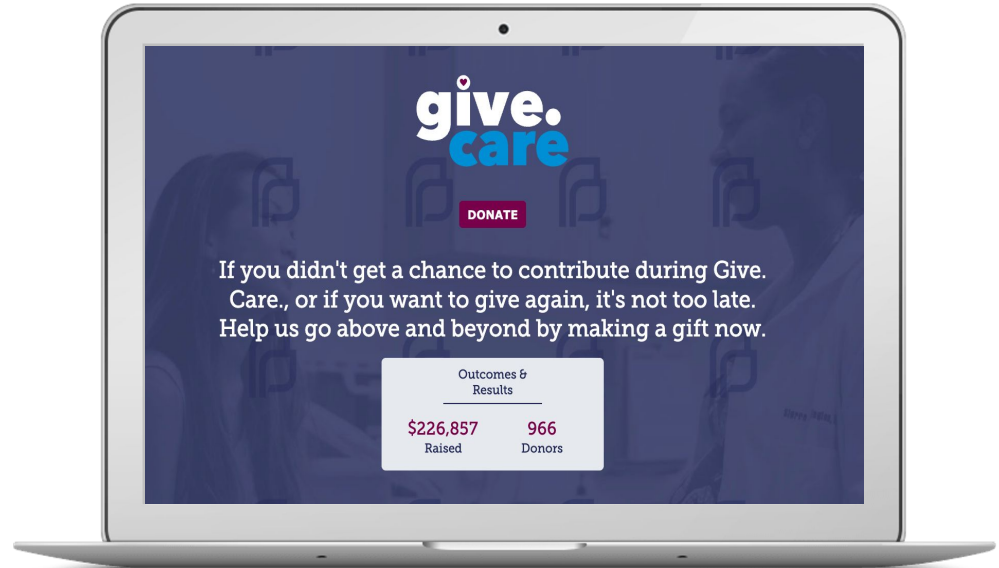 give.
care
DONATE
If you didn't get a chance to contribute during Give.
Care., or if you want to give again, it's not too late.
Help us go above and beyond by making a gift now.
Outcomes &
Results
$226,857
966
Raised
Donors